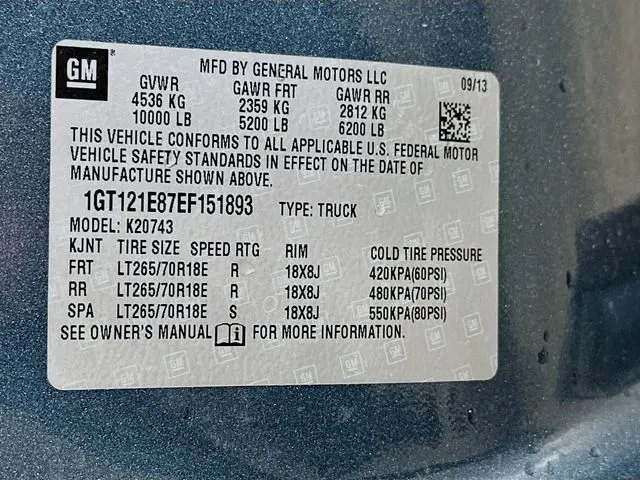 GM
MFD BY GENERAL MOTORS LLC
09/13
GVWR GAWR FRT GAWR RR
4536 KG 2359 KG 2812 KG
10000 LB 5200 LB 6200 LB
THIS VEHICLE CONFORMS TO ALL APPLICABLE U.S. FEDERAL MOTOR
VEHICLE SAFETY STANDARDS IN EFFECT ON THE DATE OF
MANUFACTURE SHOWN ABOVE.
1GT121E87EF151893 TYPE: TRUCK
MODEL: K20743
KJNT TIRE SIZE SPEED RTG RIM COLD TIRE PRESSURE
FRT LT265/70R18E R 18X8J 420KPA(60PSI)
RR LT265/70R18E R 18X8J 480KPA(70PSI)
SPA LT265/70R18E S 18X8J 550KPA(80PSI)
SEE OWNER'S MANUAL FOR MORE INFORMATION.